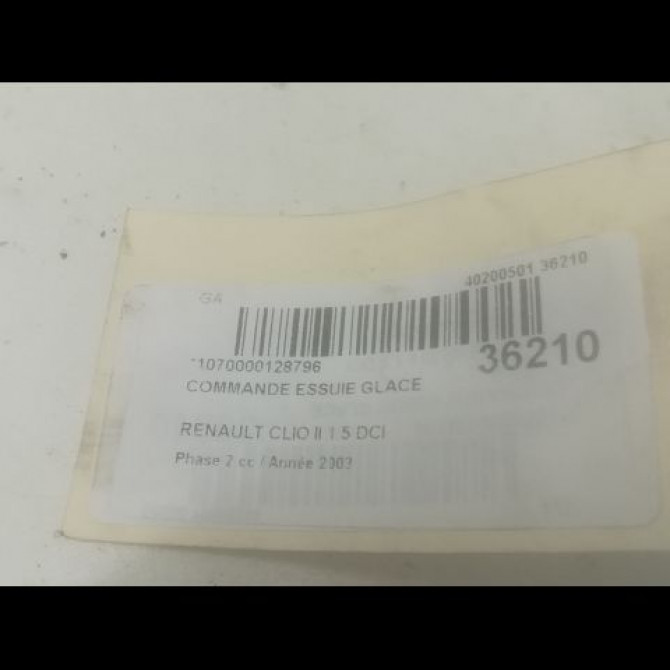 40200501 36210
GA
*1070000128796
36210
COMMANDE ESSUIE GLACE
RENAULT CLIO II 1.5 DCI
Phase 2 cc / Année 2003